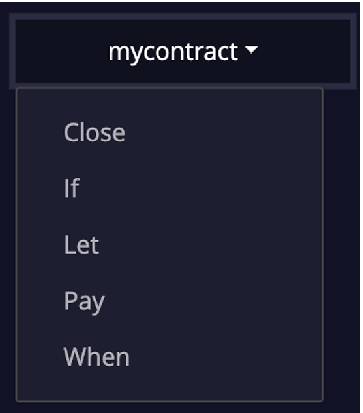 mycontract
Close
If
Let
Pay
When